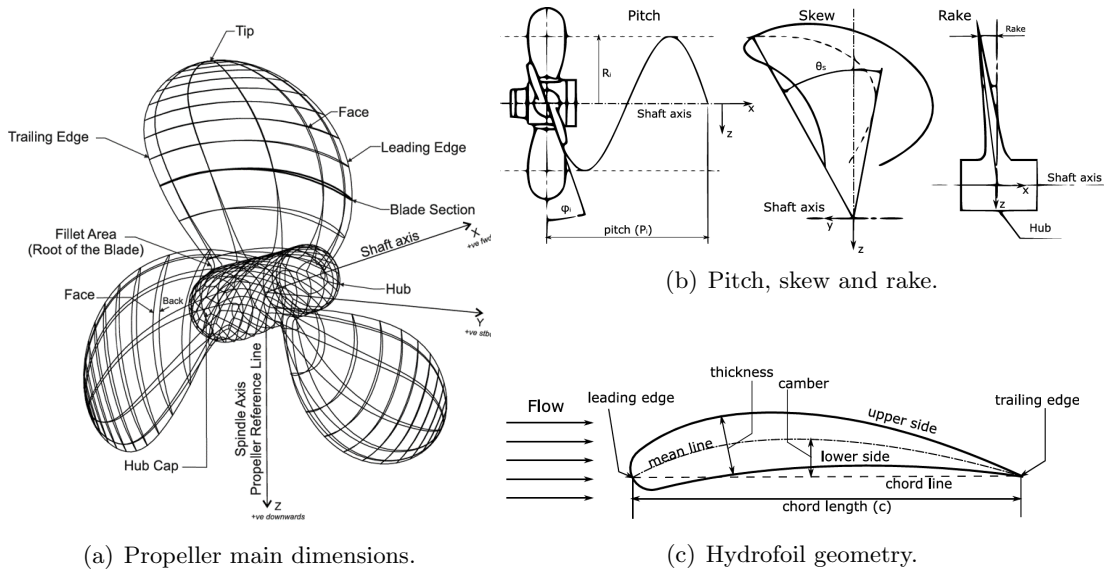 Tip
Face
Trailing Edge
Leading Edge
Blade Section
Fillet Area
(Root of the Blade)
Shaft axis
X
+ve fwd
Face
Back
Hub
Y
+ve stb
Spindle Axis
Propeller Reference Line
Hub Cap
Z
+ve downwards
(a) Propeller main dimensions.
Pitch
Skew
Rake
Rake
Rᵢ
θₛ
x
Shaft axis
z
φᵢ
pitch (Pᵢ)
Shaft axis
y
z
Shaft axis
x
z
Hub
(b) Pitch, skew and rake.
Flow
leading edge
thickness
camber
trailing edge
upper side
mean line
lower side
chord line
chord length (c)
(c) Hydrofoil geometry.